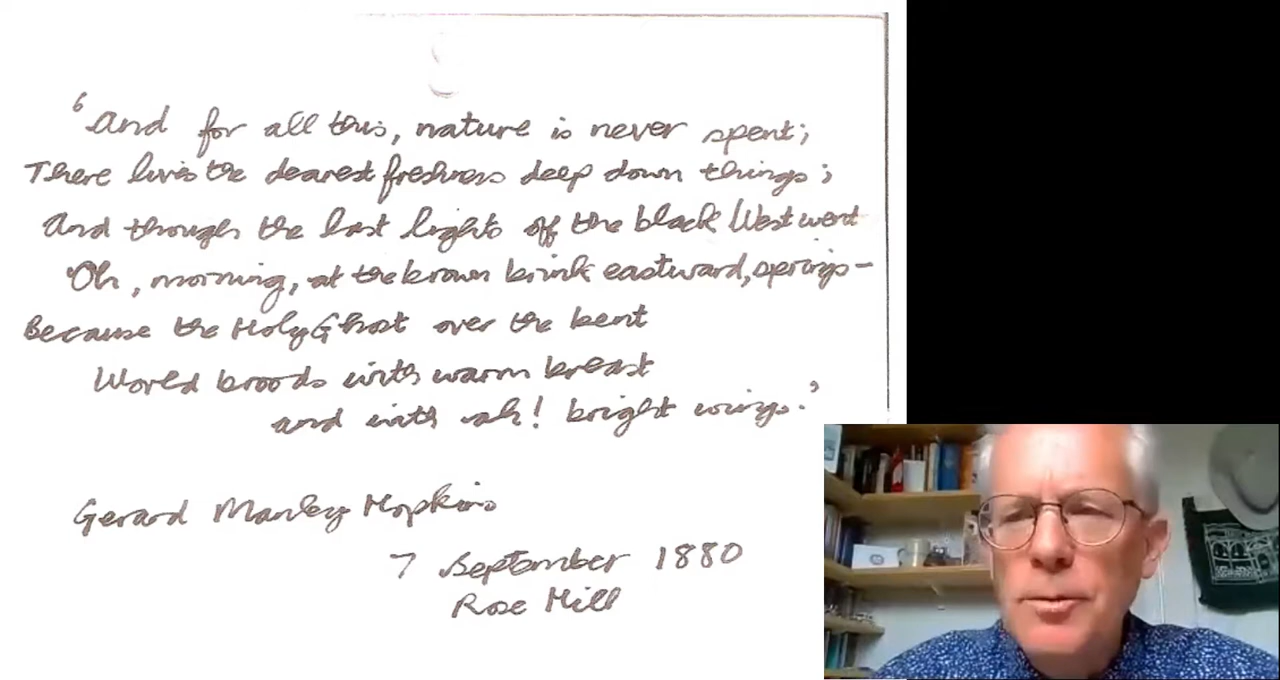 'And for all this, nature is never spent;
There lives the dearest freshness deep down things;
And though the last lights off the black West went
Oh, morning, at the brown brink eastward, springs –
Because the Holy Ghost over the bent
World broods with warm breast
and with ah! bright wings.'
Gerard Manley Hopkins
7 September 1880
Rose Hill